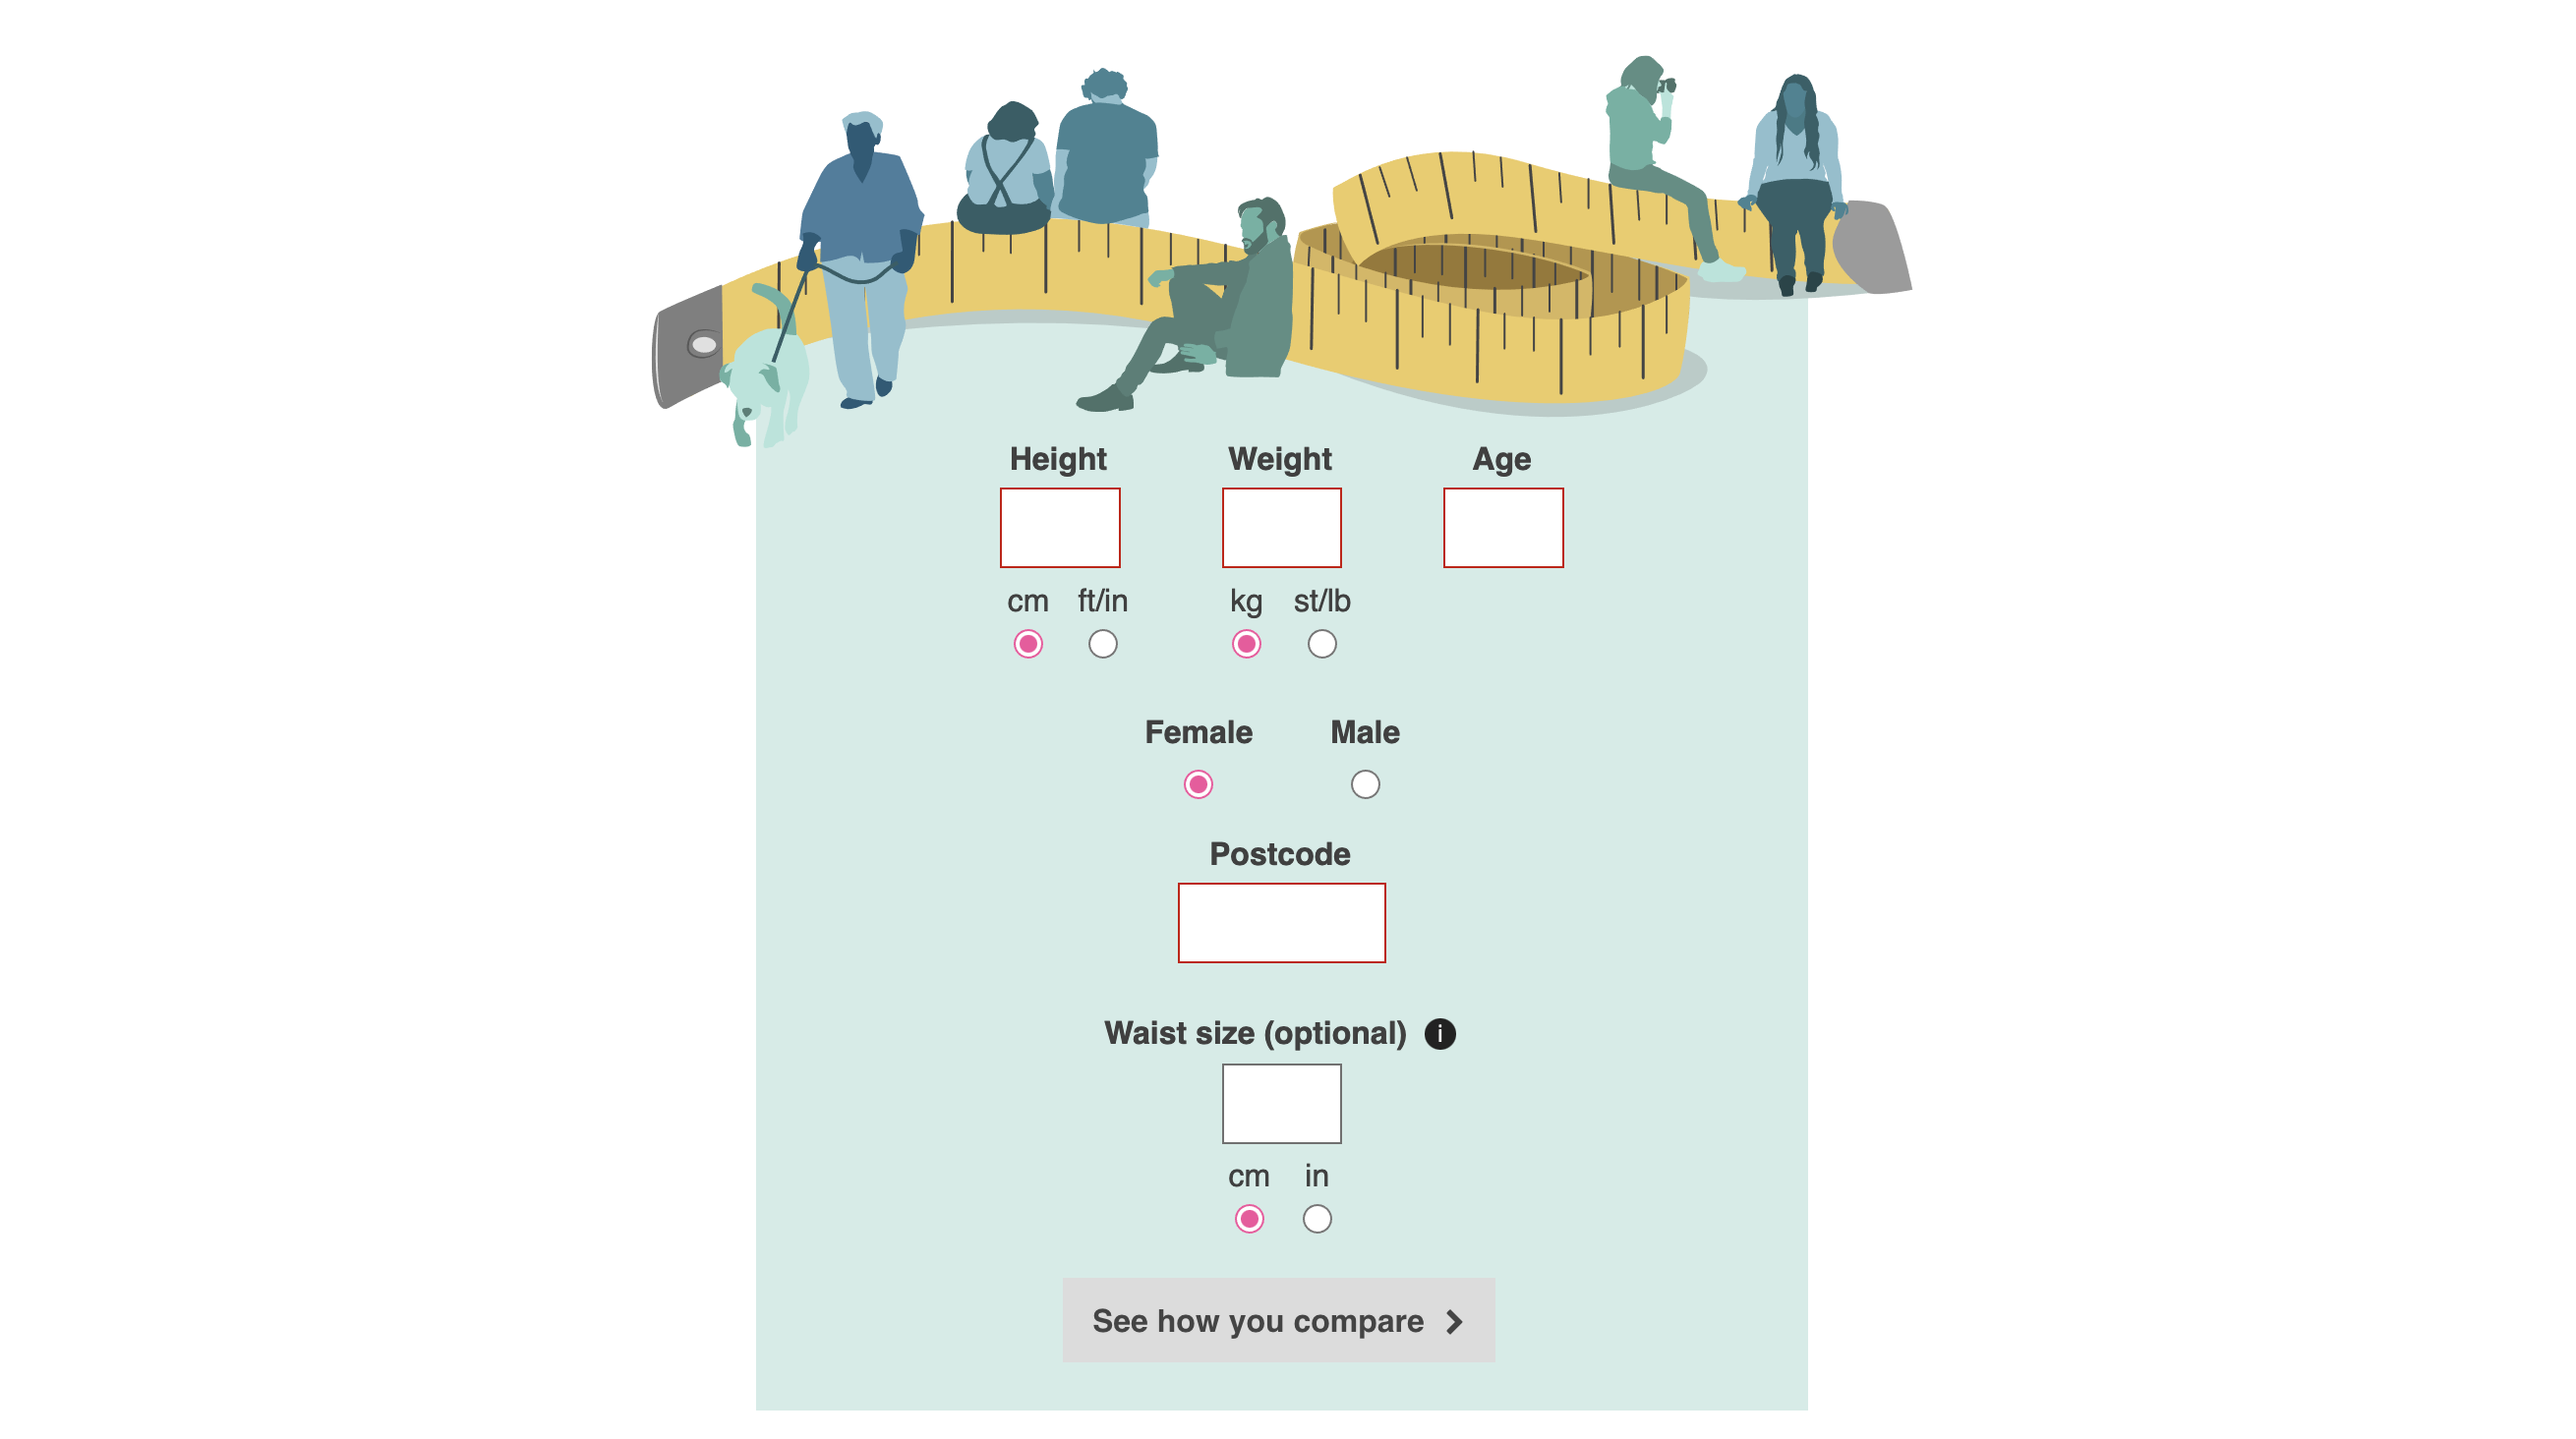 Height Weight Age
cm ft/in kg st/lb
Female Male
Postcode
Waist size (optional) i
cm in
See how you compare